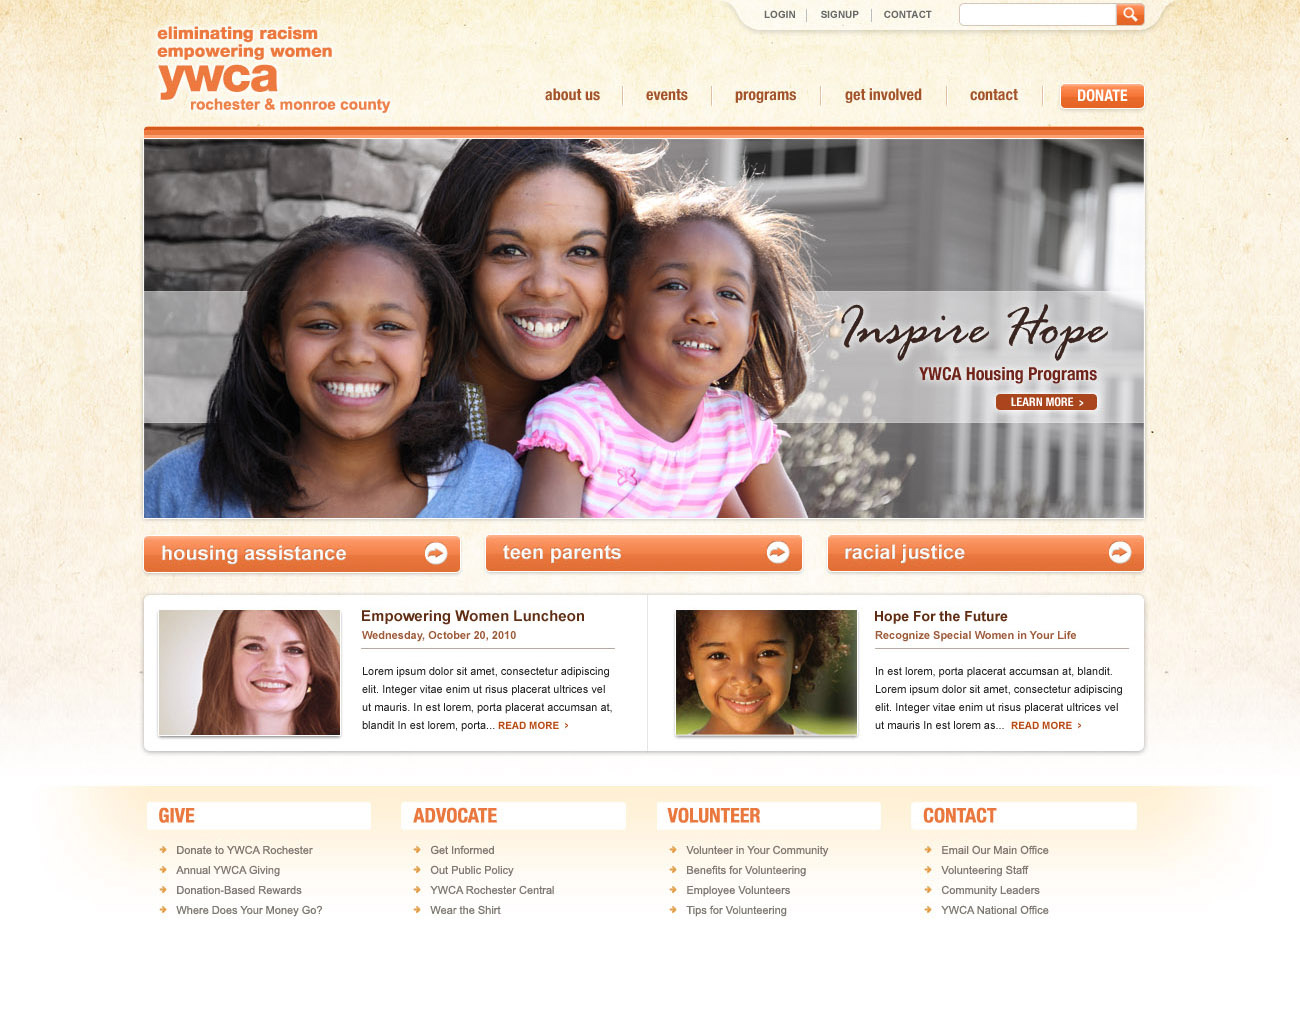 LOGIN SIGNUP CONTACT
eliminating racism
empowering women
ywca
rochester & monroe county
about us events programs get involved contact DONATE
Inspire Hope
YWCA Housing Programs
LEARN MORE >
housing assistance
teen parents
racial justice
Empowering Women Luncheon
Wednesday, October 20, 2010
Lorem ipsum dolor sit amet, consectetur adipiscing
elit. Integer vitae enim ut risus placerat ultrices vel
ut mauris. In est lorem, porta placerat accumsan at,
blandit In est lorem, porta... READ MORE >
Hope For the Future
Recognize Special Women in Your Life
In est lorem, porta placerat accumsan at, blandit.
Lorem ipsum dolor sit amet, consectetur adipiscing
elit. Integer vitae enim ut risus placerat ultrices vel
ut mauris In est lorem as... READ MORE >
GIVE
Donate to YWCA Rochester
Annual YWCA Giving
Donation-Based Rewards
Where Does Your Money Go?
ADVOCATE
Get Informed
Out Public Policy
YWCA Rochester Central
Wear the Shirt
VOLUNTEER
Volunteer in Your Community
Benefits for Volunteering
Employee Volunteers
Tips for Volunteering
CONTACT
Email Our Main Office
Volunteering Staff
Community Leaders
YWCA National Office